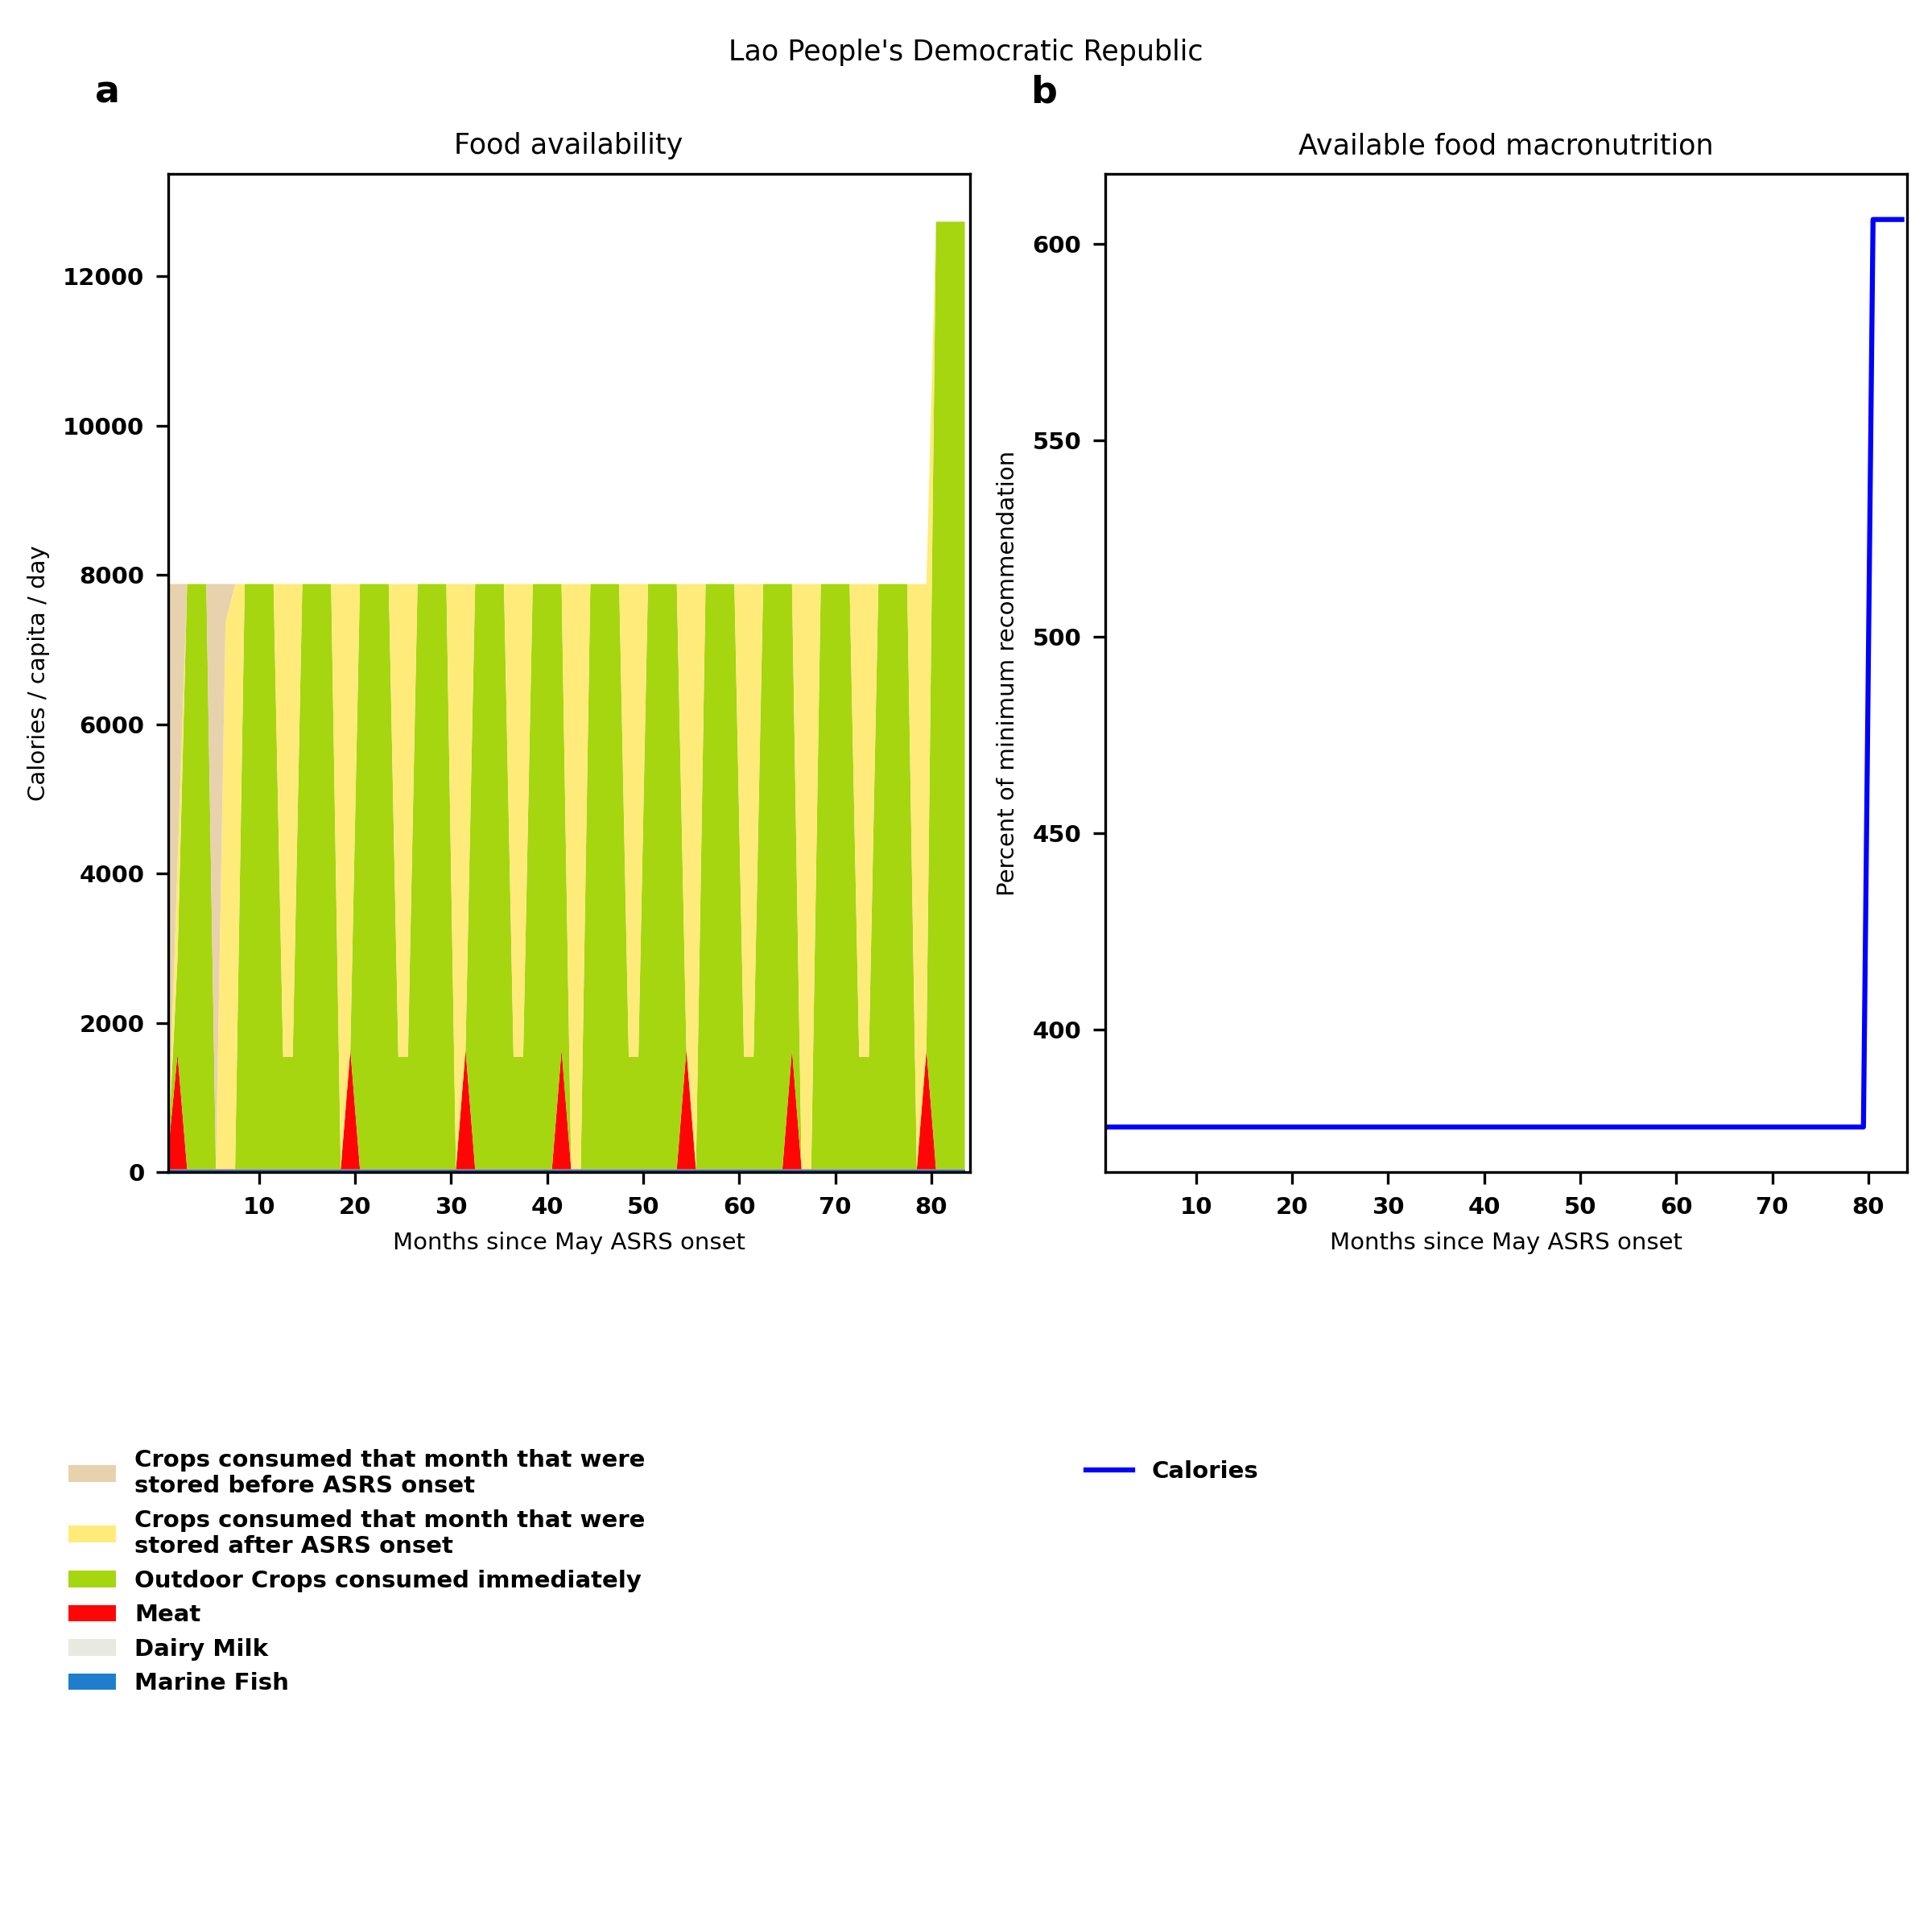 Lao People's Democratic Republic
a
b
Food availability
Available food macronutrition
Calories / capita / day
12000
10000
8000
6000
4000
2000
0
10 20 30 40 50 60 70 80
Months since May ASRS onset
Percent of minimum recommendation
600
550
500
450
400
10 20 30 40 50 60 70 80
Months since May ASRS onset
Crops consumed that month that were
stored before ASRS onset
Crops consumed that month that were
stored after ASRS onset
Outdoor Crops consumed immediately
Meat
Dairy Milk
Marine Fish
Calories